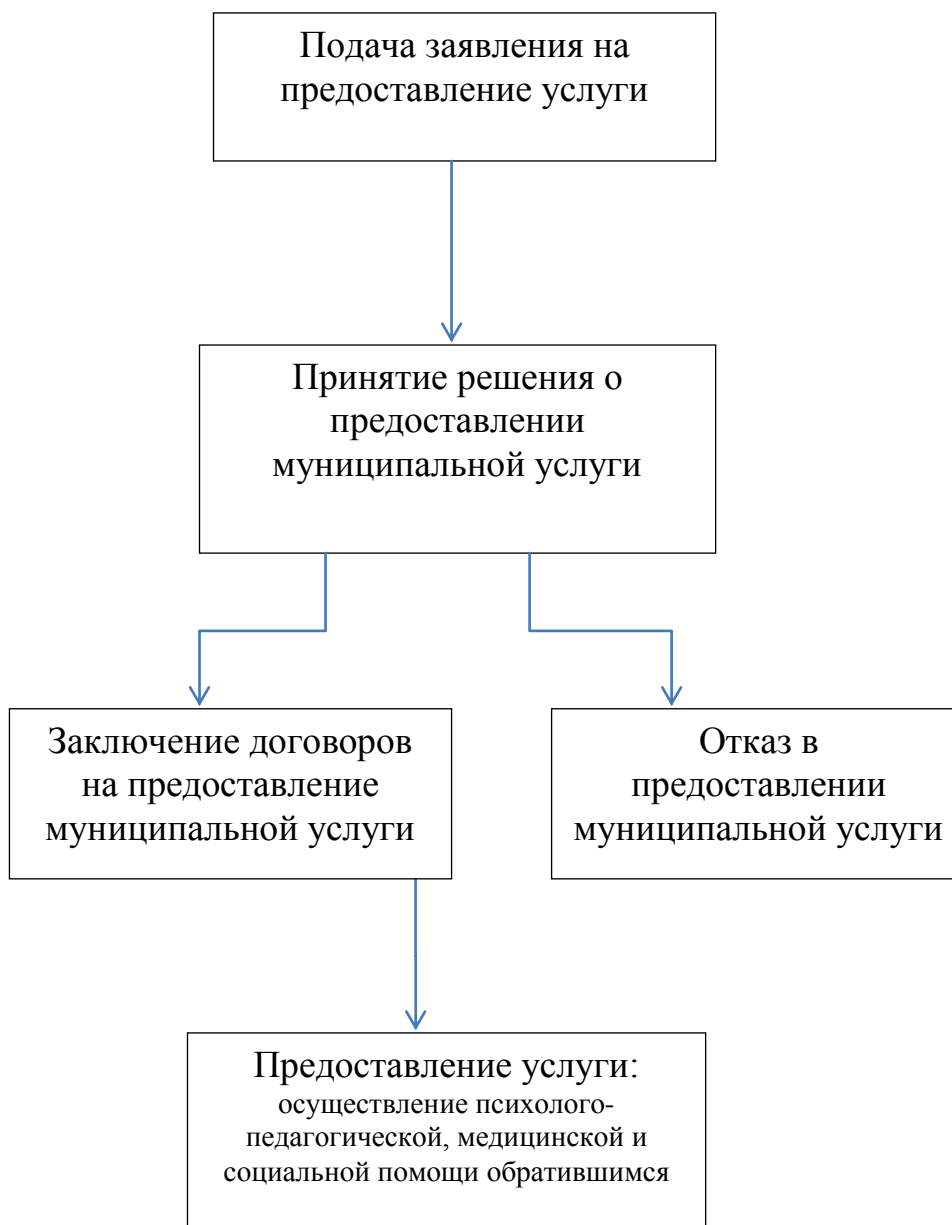 Подача заявления на
предоставление услуги
Принятие решения о
предоставлении
муниципальной услуги
Заключение договоров
на предоставление
муниципальной услуги
Отказ в
предоставлении
муниципальной услуги
Предоставление услуги:
осуществление психолого-
педагогической, медицинской и
социальной помощи обратившимся